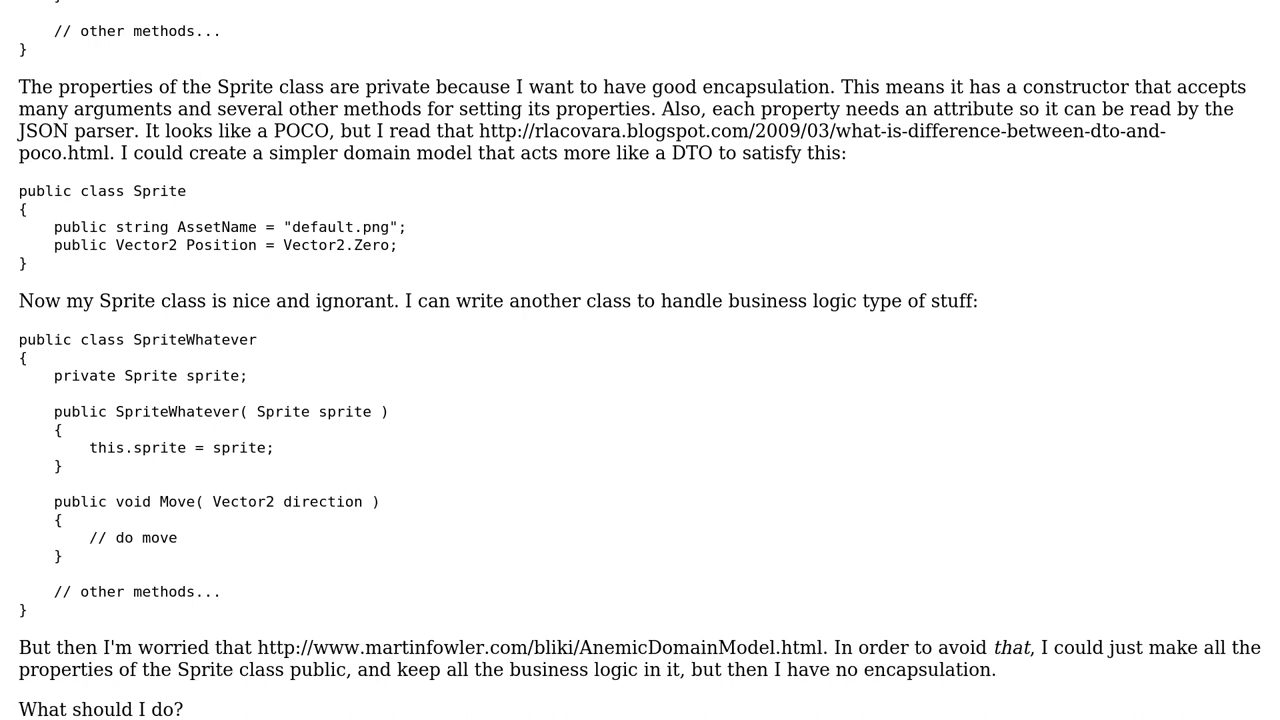 // other methods...
}
The properties of the Sprite class are private because I want to have good encapsulation. This means it has a constructor that accepts
many arguments and several other methods for setting its properties. Also, each property needs an attribute so it can be read by the
JSON parser. It looks like a POCO, but I read that http://rlacovara.blogspot.com/2009/03/what-is-difference-between-dto-and-
poco.html. I could create a simpler domain model that acts more like a DTO to satisfy this:
public class Sprite
{
    public string AssetName = "default.png";
    public Vector2 Position = Vector2.Zero;
}
Now my Sprite class is nice and ignorant. I can write another class to handle business logic type of stuff:
public class SpriteWhatever
{
    private Sprite sprite;
    public SpriteWhatever( Sprite sprite )
    {
        this.sprite = sprite;
    }
    public void Move( Vector2 direction )
    {
        // do move
    }
    // other methods...
}
But then I'm worried that http://www.martinfowler.com/bliki/AnemicDomainModel.html. In order to avoid that, I could just make all the
properties of the Sprite class public, and keep all the business logic in it, but then I have no encapsulation.
What should I do?